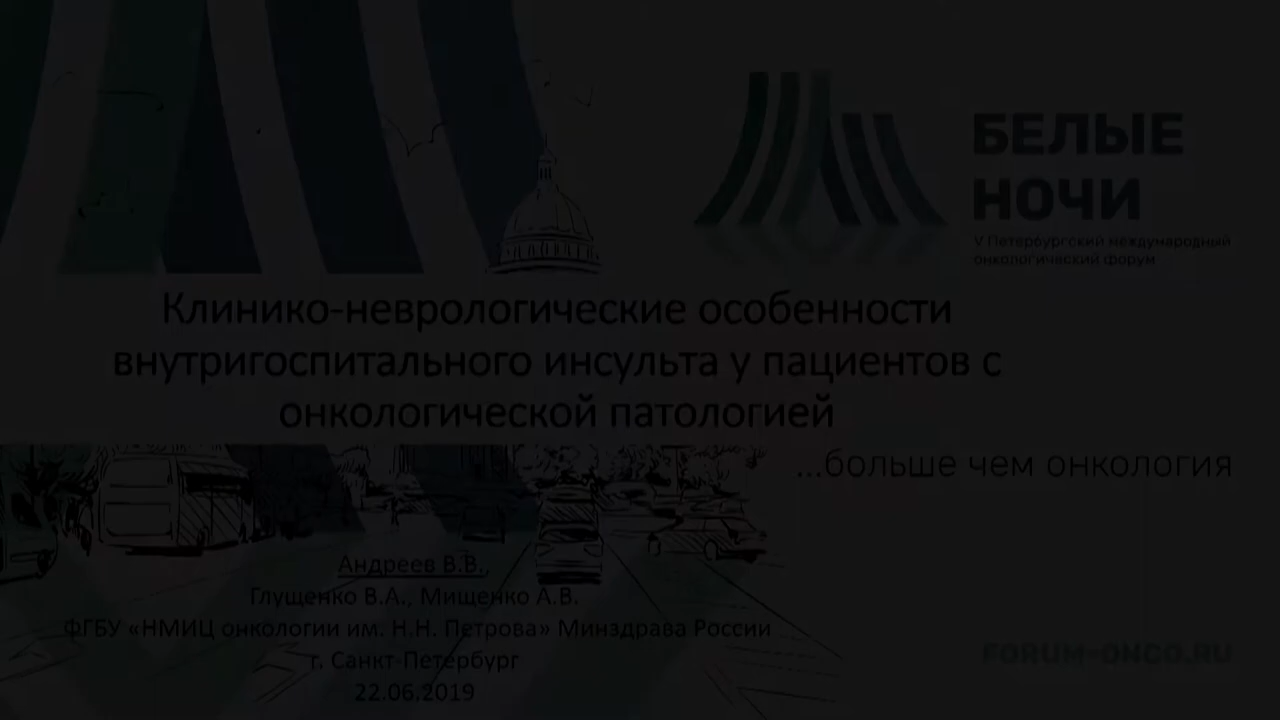 БЕЛЫЕ
НОЧИ
V Петербургский международный
онкологический форум
Клинико-неврологические особенности
внутригоспитального инсульта у пациентов с
онкологической патологией
...больше чем онкология
Андреев В.В.,
Глущенко В.А., Мищенко А.В.
ФГБУ «НМИЦ онкологии им. Н.Н. Петрова» Минздрава России
г. Санкт-Петербург
22.06.2019
FORUM-ONCO.RU